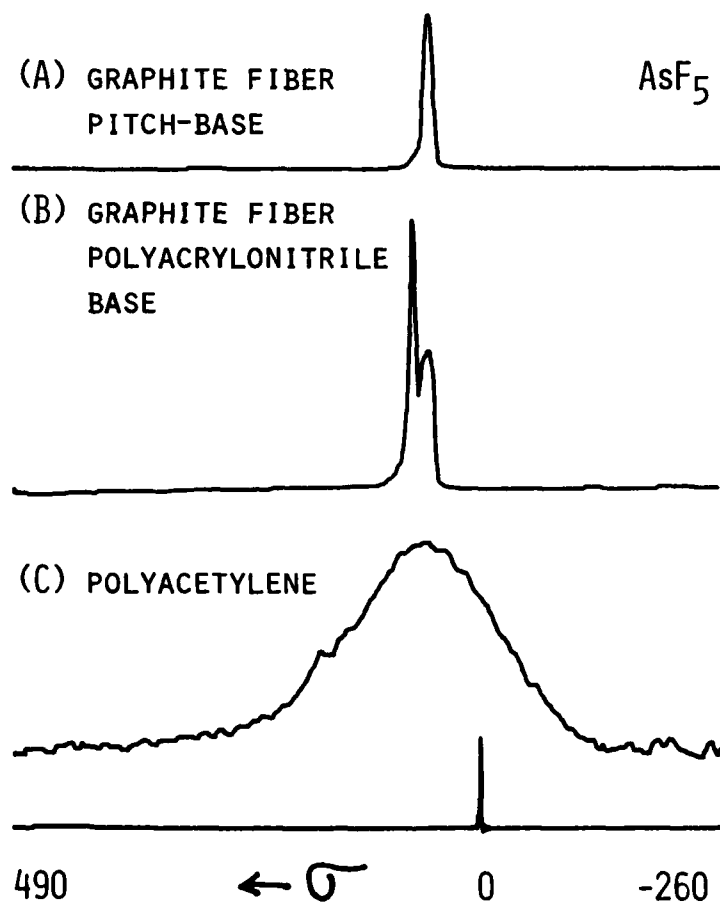 (A) GRAPHITE FIBER AsF5
PITCH-BASE
(B) GRAPHITE FIBER
POLYACRYLONITRILE
BASE
(C) POLYACETYLENE
490 ← σ 0 -260